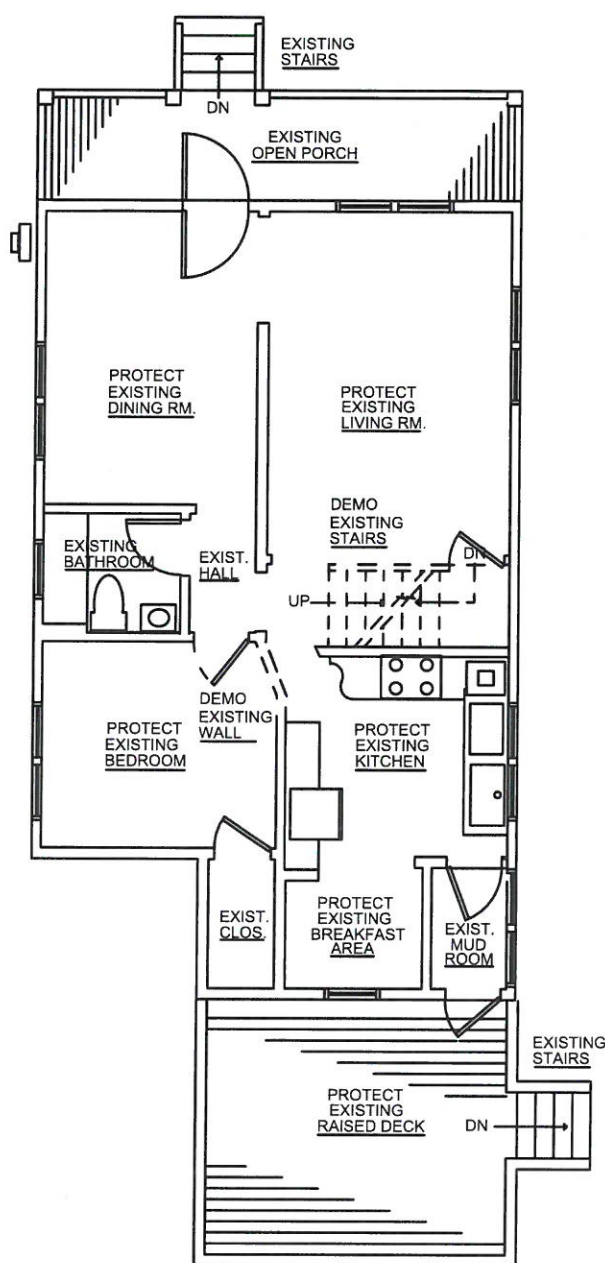 EXISTING
STAIRS
DN
EXISTING
OPEN PORCH
PROTECT
EXISTING
DINING RM.
PROTECT
EXISTING
LIVING RM.
DEMO
EXISTING
STAIRS
EXISTING
BATHROOM
EXIST.
HALL
DN
UP
DEMO
EXISTING
WALL
PROTECT
EXISTING
BEDROOM
PROTECT
EXISTING
KITCHEN
EXIST.
CLOS.
PROTECT
EXISTING
BREAKFAST
AREA
EXIST.
MUD
ROOM
EXISTING
STAIRS
PROTECT
EXISTING
RAISED DECK
DN